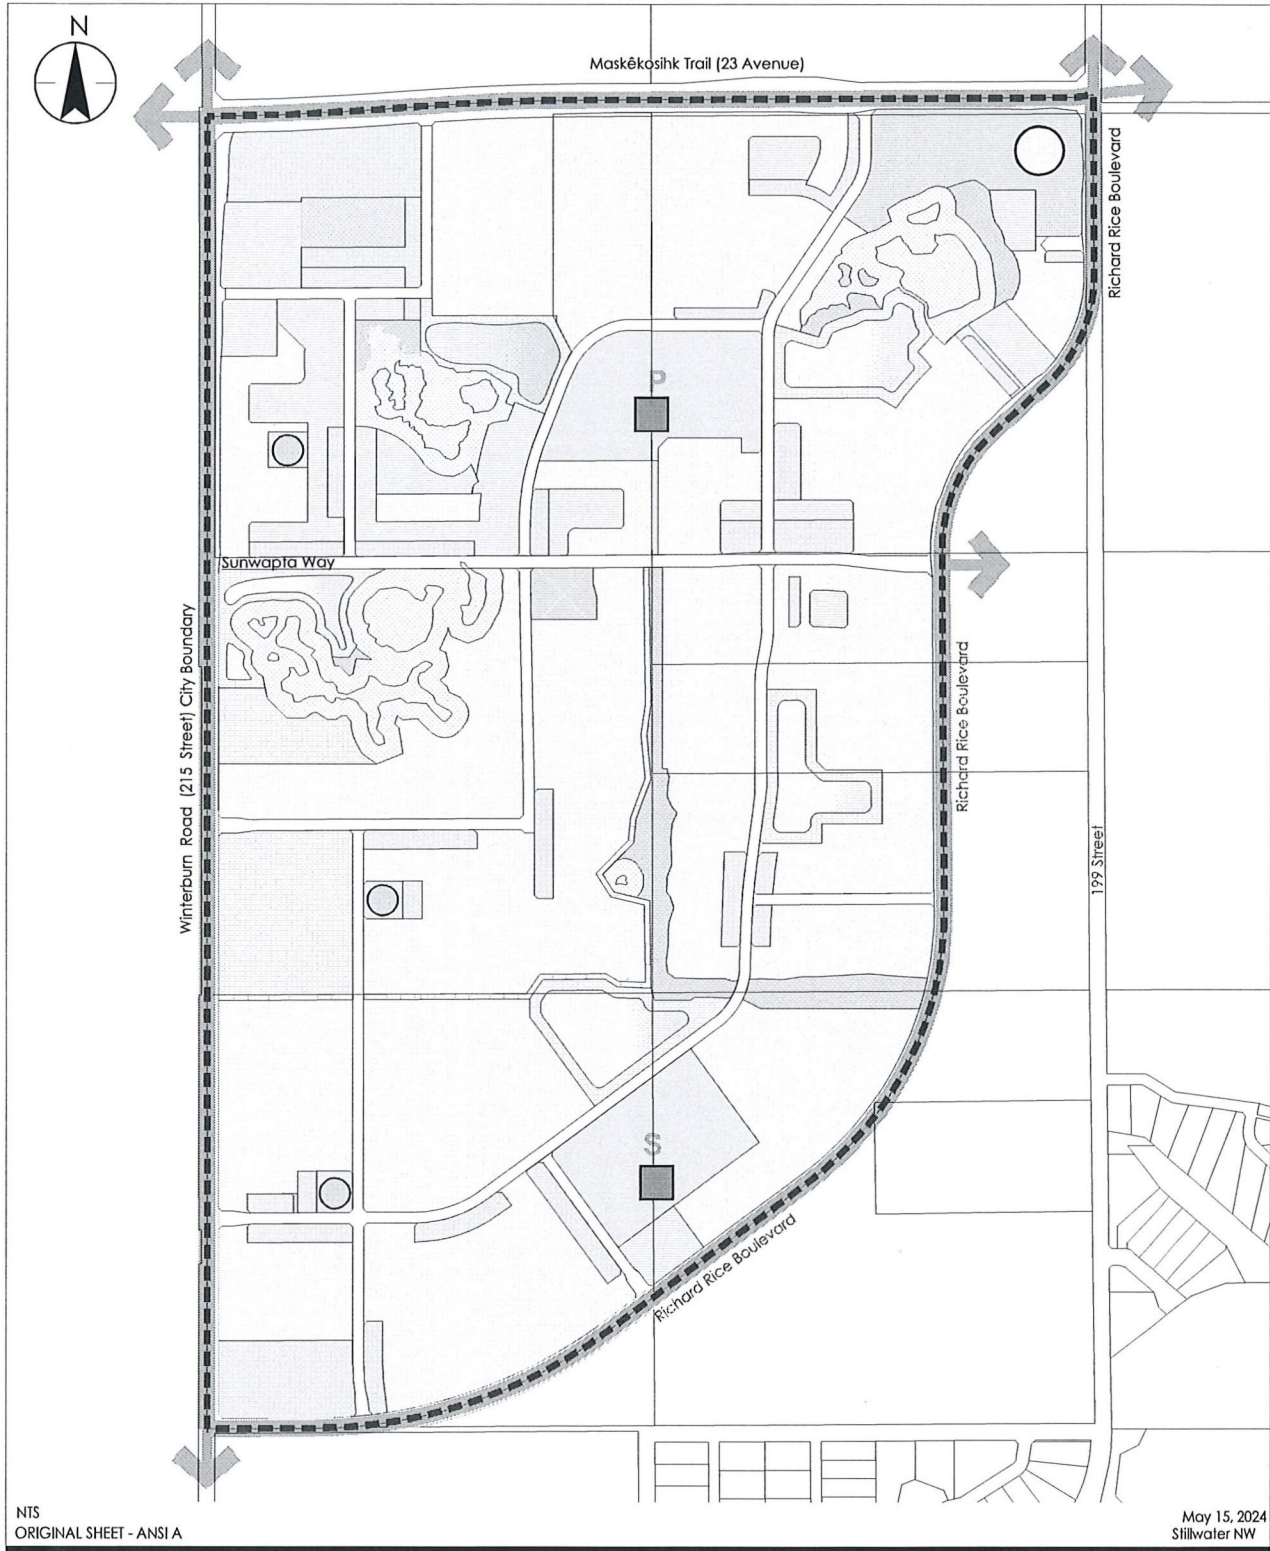 N
Maskêkosihk Trail (23 Avenue)
Richard Rice Boulevard
P
Sunwapta Way
Winterburn Road (215 Street) City Boundary
Richard Rice Boulevard
199 Street
S
Richard Rice Boulevard
NTS
ORIGINAL SHEET - ANSI A
May 15, 2024
Stillwater NW